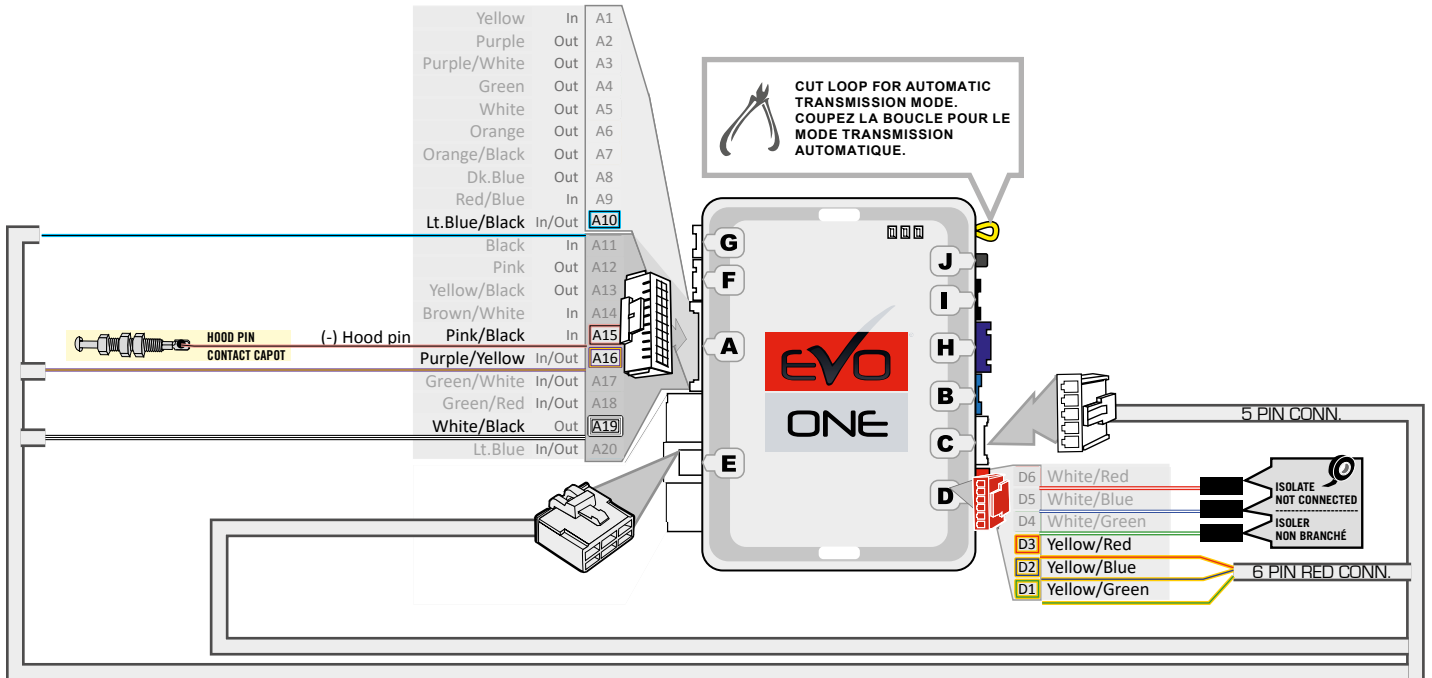 Yellow In A1
Purple Out A2
Purple/White Out A3
Green Out A4
White Out A5
Orange Out A6
Orange/Black Out A7
Dk.Blue Out A8
Red/Blue In A9
Lt.Blue/Black In/Out A10
Black In A11
Pink Out A12
Yellow/Black Out A13
Brown/White In A14
(-) Hood pin Pink/Black In A15
Purple/Yellow In/Out A16
Green/White In/Out A17
Green/Red In/Out A18
White/Black Out A19
Lt.Blue In/Out A20
HOOD PIN
CONTACT CAPOT
CUT LOOP FOR AUTOMATIC
TRANSMISSION MODE.
COUPEZ LA BOUCLE POUR LE
MODE TRANSMISSION
AUTOMATIQUE.
G
F
A
E
J
I
H
B
C
D
EVO
ONE
5 PIN CONN.
D6 White/Red
D5 White/Blue
D4 White/Green
D3 Yellow/Red
D2 Yellow/Blue
D1 Yellow/Green
ISOLATE
NOT CONNECTED
ISOLER
NON BRANCHÉ
6 PIN RED CONN.